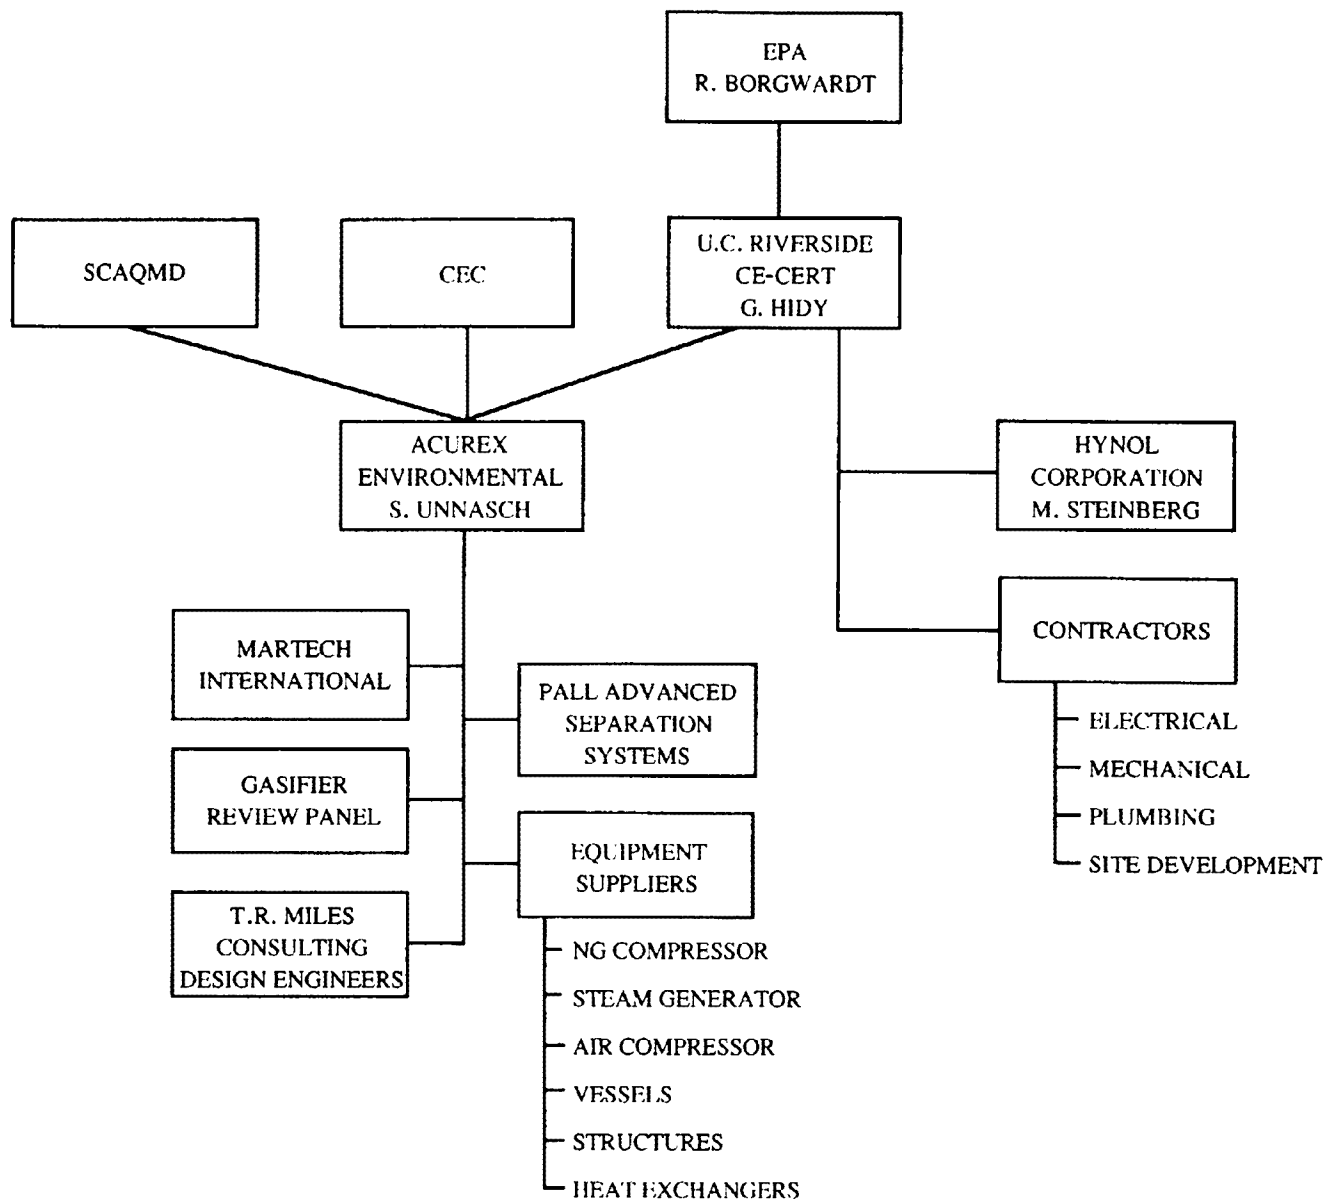 EPA
R. BORGWARDT
SCAQMD
CEC
U.C. RIVERSIDE
CE-CERT
G. HIDY
ACUREX
ENVIRONMENTAL
S. UNNASCH
HYNOL
CORPORATION
M. STEINBERG
CONTRACTORS
ELECTRICAL
MECHANICAL
PLUMBING
SITE DEVELOPMENT
MARTECH
INTERNATIONAL
PALL ADVANCED
SEPARATION
SYSTEMS
GASIFIER
REVIEW PANEL
EQUIPMENT
SUPPLIERS
T.R. MILES
CONSULTING
DESIGN ENGINEERS
NG COMPRESSOR
STEAM GENERATOR
AIR COMPRESSOR
VESSELS
STRUCTURES
HEAT EXCHANGERS